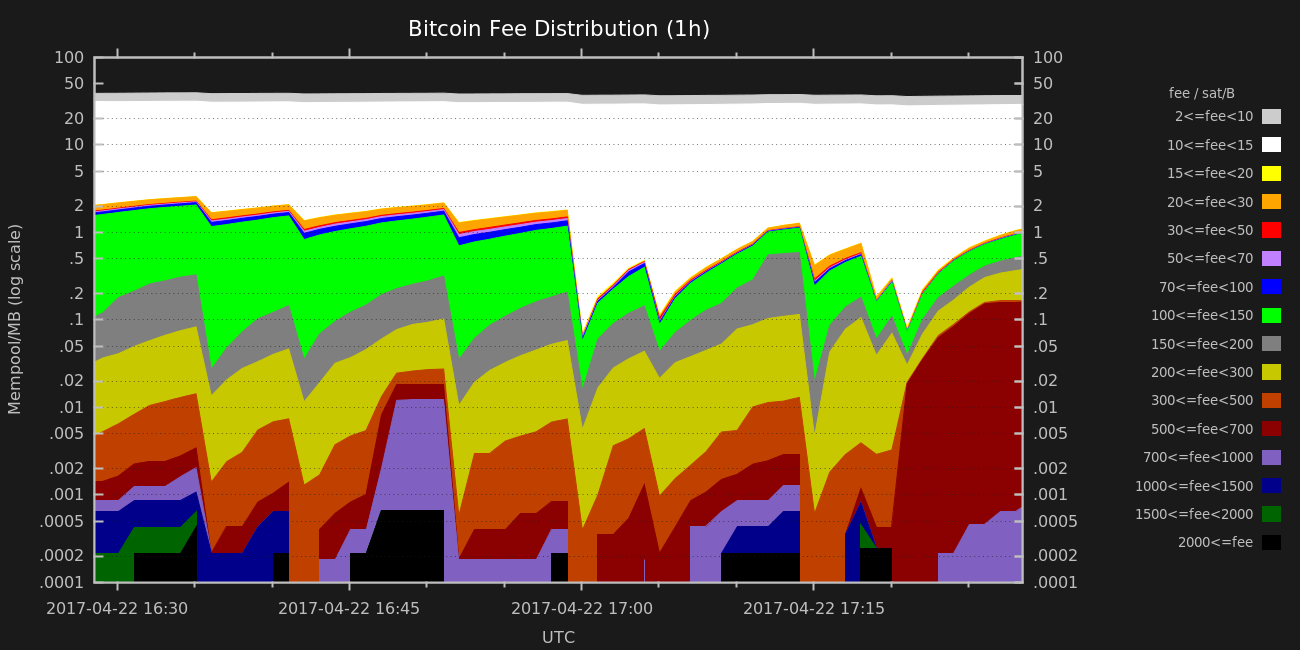 Bitcoin Fee Distribution (1h)
Mempool/MB (log scale)
100
50
20
10
5
2
1
.5
.2
.1
.05
.02
.01
.005
.002
.001
.0005
.0002
.0001
100
50
20
10
5
2
1
.5
.2
.1
.05
.02
.01
.005
.002
.001
.0005
.0002
.0001
2017-04-22 16:30
2017-04-22 16:45
2017-04-22 17:00
2017-04-22 17:15
UTC
fee / sat/B
2<=fee<10
10<=fee<15
15<=fee<20
20<=fee<30
30<=fee<50
50<=fee<70
70<=fee<100
100<=fee<150
150<=fee<200
200<=fee<300
300<=fee<500
500<=fee<700
700<=fee<1000
1000<=fee<1500
1500<=fee<2000
2000<=fee